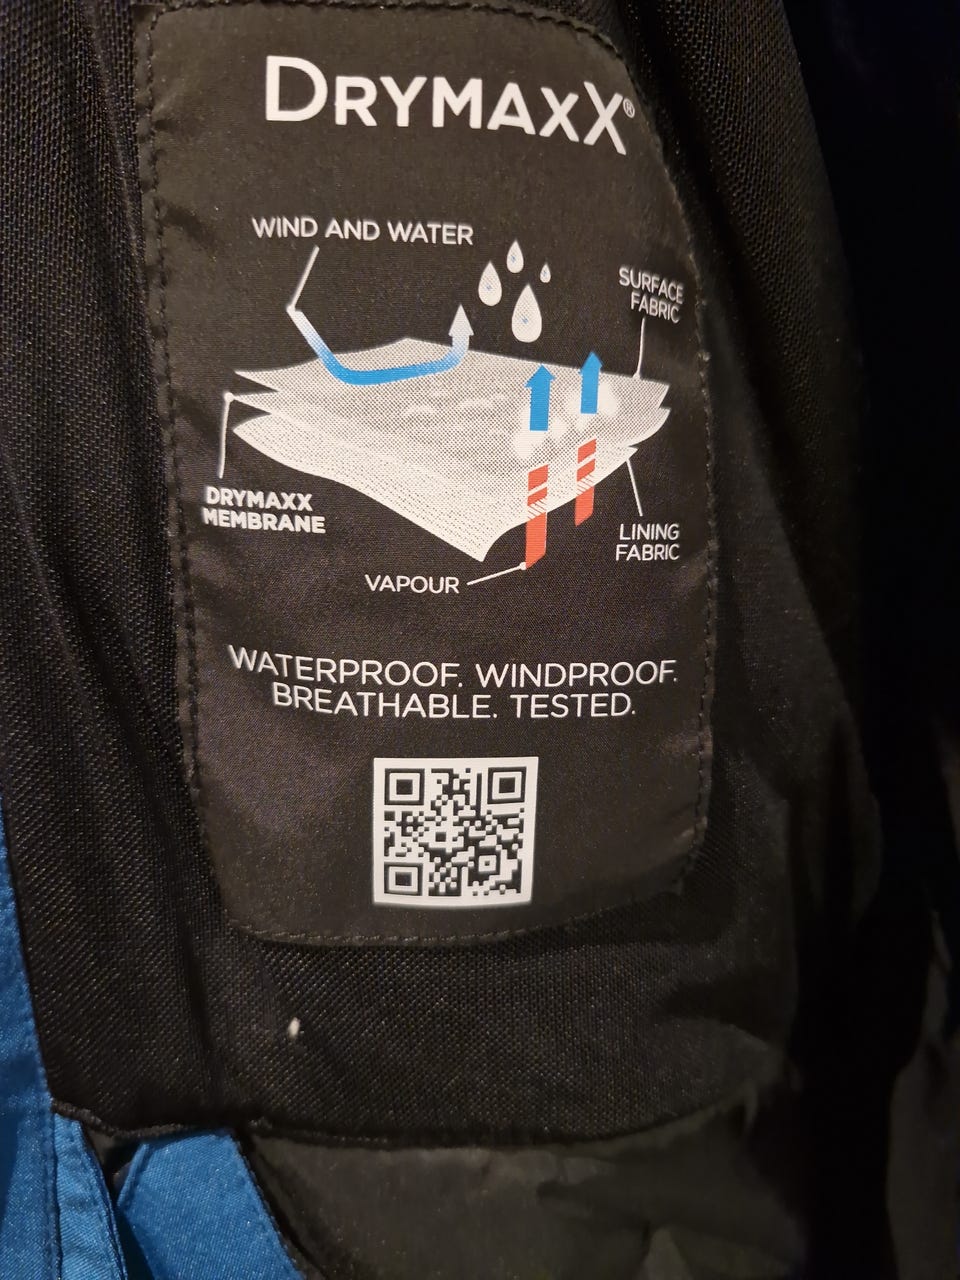 DRYMAXX®
WIND AND WATER
SURFACE
FABRIC
DRYMAXX
MEMBRANE
LINING
FABRIC
VAPOUR
WATERPROOF. WINDPROOF.
BREATHABLE. TESTED.